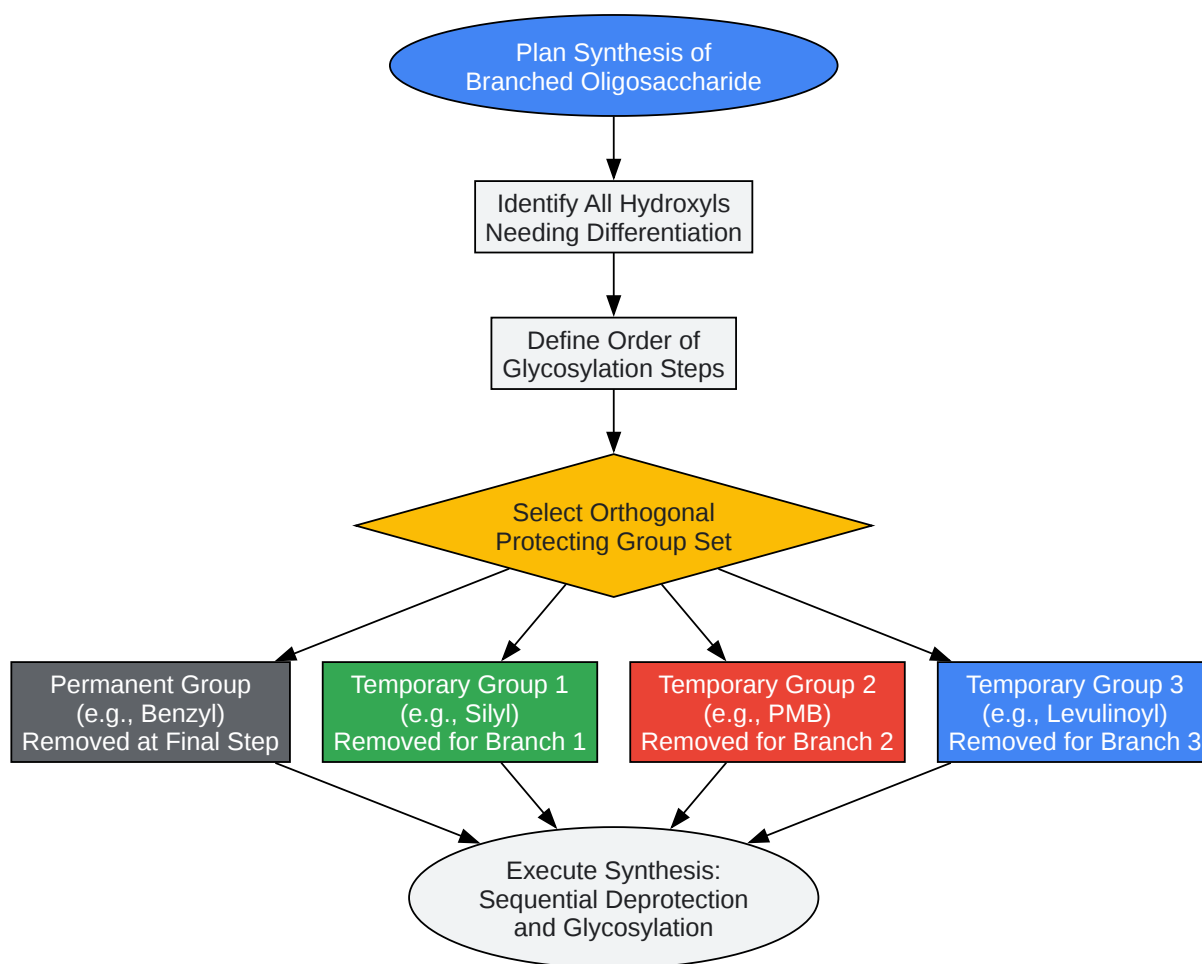 Plan Synthesis of
Branched Oligosaccharide
Identify All Hydroxyls
Needing Differentiation
Define Order of
Glycosylation Steps
Select Orthogonal
Protecting Group Set
Permanent Group
(e.g., Benzyl)
Removed at Final Step
Temporary Group 1
(e.g., Silyl)
Removed for Branch 1
Temporary Group 2
(e.g., PMB)
Removed for Branch 2
Temporary Group 3
(e.g., Levulinoyl)
Removed for Branch 3
Execute Synthesis:
Sequential Deprotection
and Glycosylation